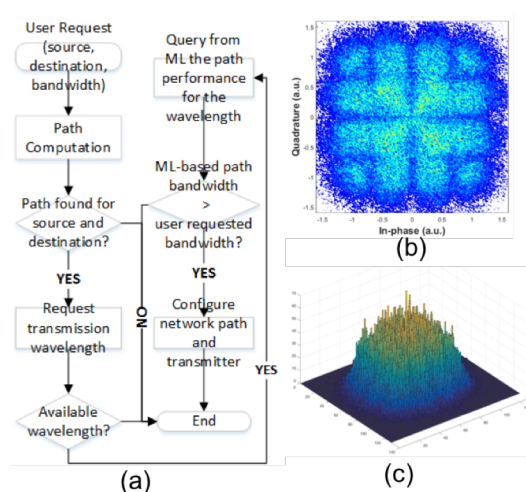 User Request
(source,
destination,
bandwidth)
Path
Computation
Path found for
source and
destination?
YES
Request
transmission
wavelength
Available
wavelength?
NO
Query from
ML the path
performance
for the
wavelength
ML-based path
bandwidth
>
user requested
bandwidth?
YES
Configure
network path
and
transmitter
End
YES
(a)
Quadrature (a.u.)
1.5
1
0.5
0
-0.5
-1
-1.5
-1.5
-1
-0.5
0
0.5
1
1.5
In-phase (a.u.)
(b)
(c)